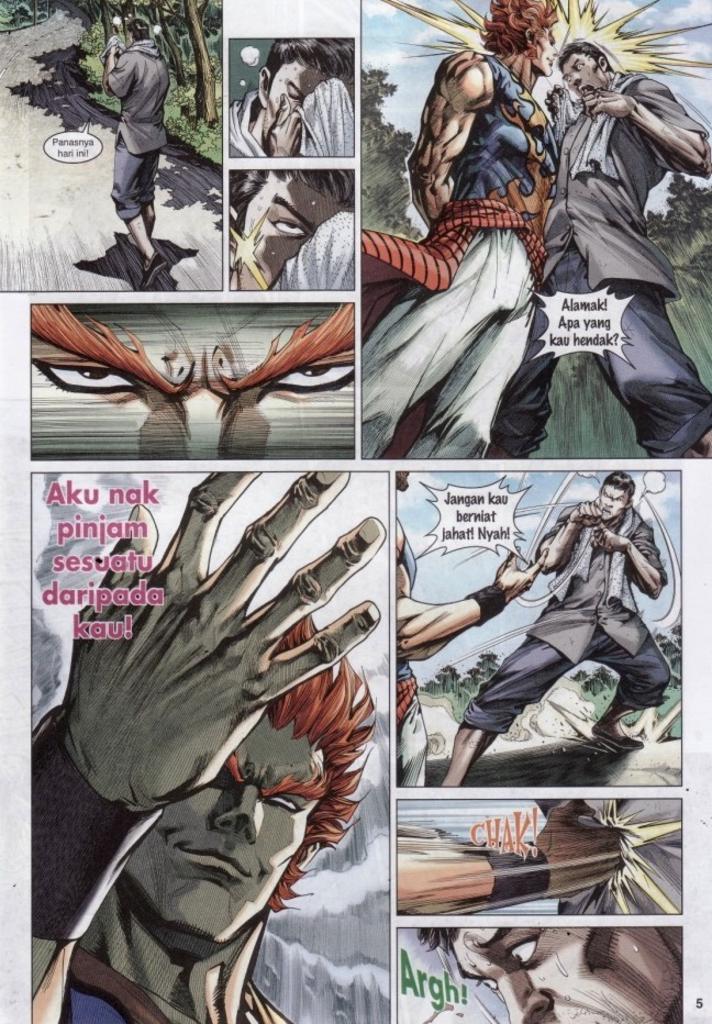 Panasnya
hari ini!
Alamak!
Apa yang
kau hendak?
Aku nak
pinjam
sesuatu
daripada
kau!
Jangan kau
berniat
jahat! Nyah!
CHAK!
Argh!
5